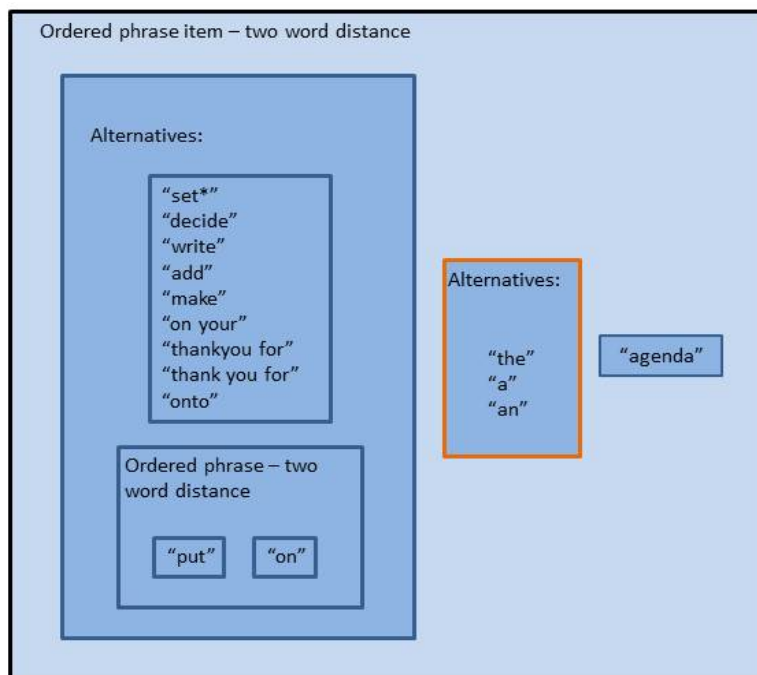 Ordered phrase item – two word distance
Alternatives:
“set*”
“decide”
“write”
“add”
“make”
“on your”
“thankyou for”
“thank you for”
“onto”
Ordered phrase – two
word distance
“put”
“on”
Alternatives:
“the”
“a”
“an”
“agenda”